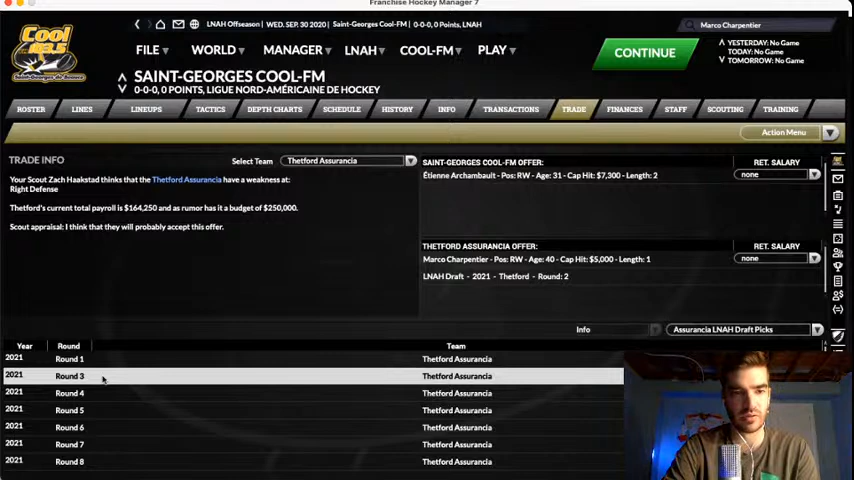 Franchise Hockey Manager 7
LNAH Offseason | WED. SEP. 30 2020 | Saint-Georges Cool-FM | 0-0-0, 0 Points, LNAH
Marco Charpentier
Cool
103.5
Saint-Georges de Beauce
FILE WORLD MANAGER LNAH COOL-FM PLAY
CONTINUE
YESTERDAY: No Game
TODAY: No Game
TOMORROW: No Game
SAINT-GEORGES COOL-FM
0-0-0, 0 POINTS, LIGUE NORD-AMÉRICAINE DE HOCKEY
ROSTER LINES LINEUPS TACTICS DEPTH CHARTS SCHEDULE HISTORY INFO TRANSACTIONS TRADE FINANCES STAFF SCOUTING TRAINING
Action Menu
TRADE INFO
Select Team Thetford Assurancia
Your Scout Zach Haakstad thinks that the Thetford Assurancia have a weakness at:
Right Defense
Thetford's current total payroll is $164,250 and as rumor has it a budget of $250,000.
Scout appraisal: I think that they will probably accept this offer.
SAINT-GEORGES COOL-FM OFFER: RET. SALARY
Étienne Archambault - Pos: RW - Age: 31 - Cap Hit: $7,300 - Length: 2 none
THETFORD ASSURANCIA OFFER: RET. SALARY
Marco Charpentier - Pos: RW - Age: 40 - Cap Hit: $5,000 - Length: 1 none
LNAH Draft - 2021 - Thetford - Round: 2
Info Assurancia LNAH Draft Picks
Year Round Team
2021 Round 1 Thetford Assurancia
2021 Round 3 Thetford Assurancia
2021 Round 4 Thetford Assurancia
2021 Round 5 Thetford Assurancia
2021 Round 6 Thetford Assurancia
2021 Round 7 Thetford Assurancia
2021 Round 8 Thetford Assurancia